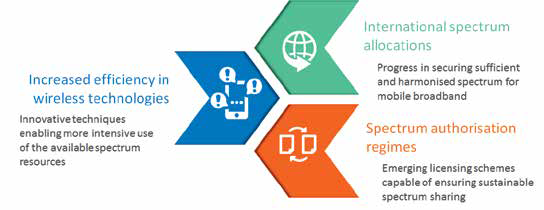 Increased efficiency in
wireless technologies
Innovative techniques
enabling more intensive use
of the available spectrum
resources
International spectrum
allocations
Progress in securing sufficient
and harmonised spectrum for
mobile broadband
Spectrum authorisation
regimes
Emerging licensing schemes
capable of ensuring sustainable
spectrum sharing